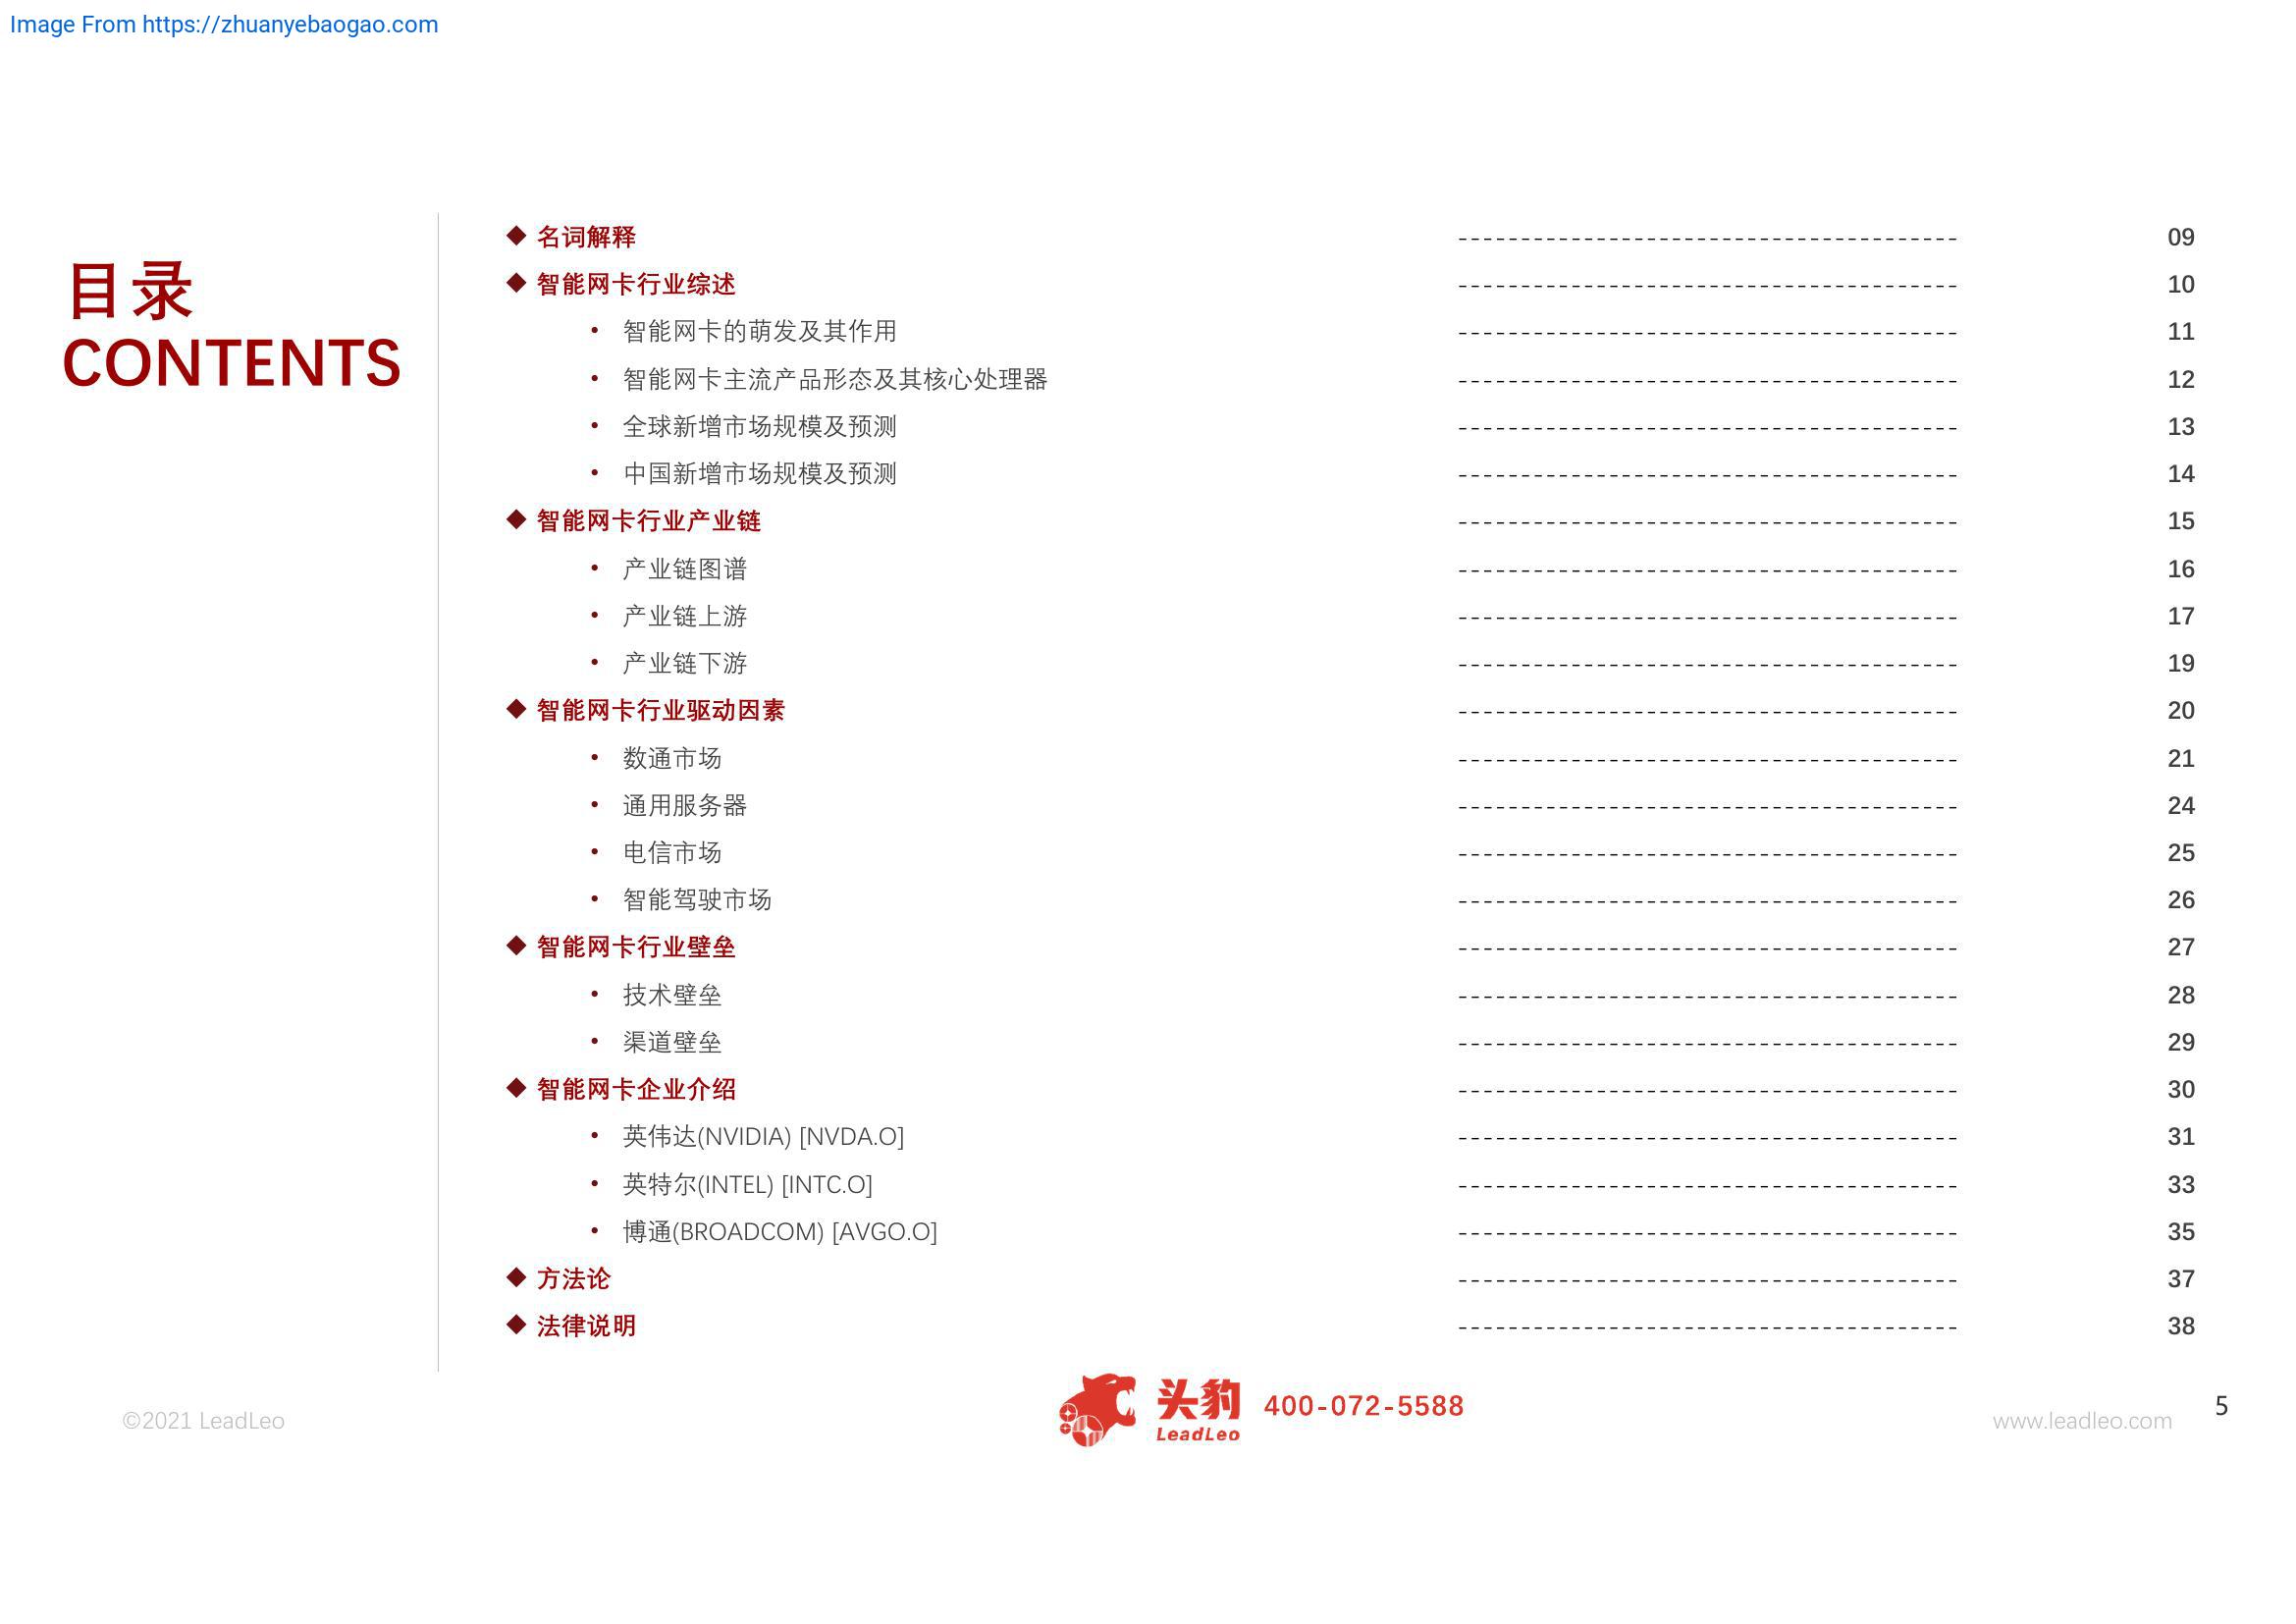 Image From https://zhuanyebaogao.com
目录
CONTENTS
◆ 名词解释 ---------------------------------------- 09
◆ 智能网卡行业综述 ---------------------------------------- 10
• 智能网卡的萌发及其作用 ---------------------------------------- 11
• 智能网卡主流产品形态及其核心处理器 ---------------------------------------- 12
• 全球新增市场规模及预测 ---------------------------------------- 13
• 中国新增市场规模及预测 ---------------------------------------- 14
◆ 智能网卡行业产业链 ---------------------------------------- 15
• 产业链图谱 ---------------------------------------- 16
• 产业链上游 ---------------------------------------- 17
• 产业链下游 ---------------------------------------- 19
◆ 智能网卡行业驱动因素 ---------------------------------------- 20
• 数通市场 ---------------------------------------- 21
• 通用服务器 ---------------------------------------- 24
• 电信市场 ---------------------------------------- 25
• 智能驾驶市场 ---------------------------------------- 26
◆ 智能网卡行业壁垒 ---------------------------------------- 27
• 技术壁垒 ---------------------------------------- 28
• 渠道壁垒 ---------------------------------------- 29
◆ 智能网卡企业介绍 ---------------------------------------- 30
• 英伟达(NVIDIA) [NVDA.O] ---------------------------------------- 31
• 英特尔(INTEL) [INTC.O] ---------------------------------------- 33
• 博通(BROADCOM) [AVGO.O] ---------------------------------------- 35
◆ 方法论 ---------------------------------------- 37
◆ 法律说明 ---------------------------------------- 38
©2021 LeadLeo
头豹
LeadLeo
400-072-5588
www.leadleo.com
5